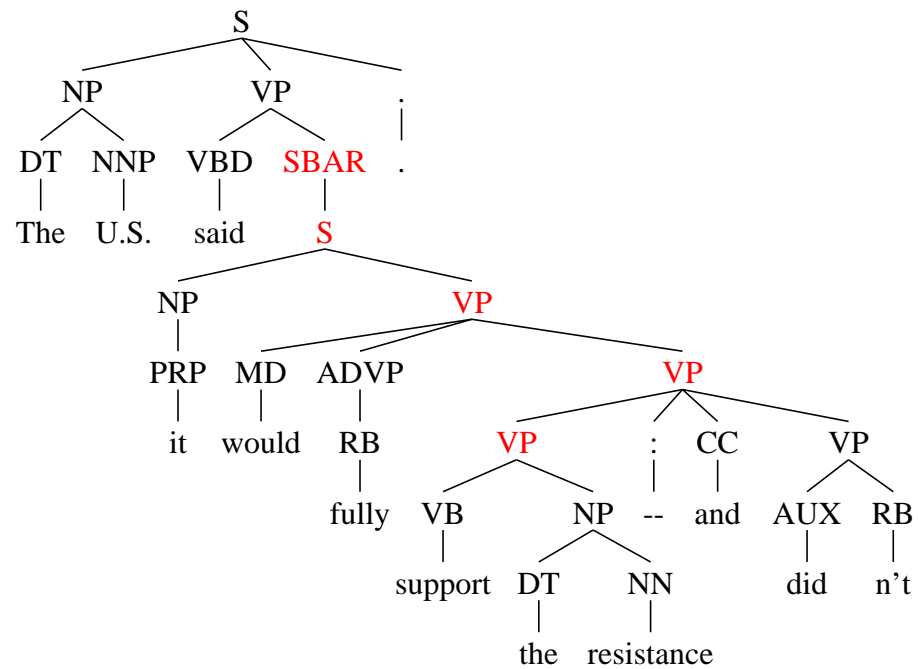 S
NP VP .
DT NNP VBD SBAR .
The U.S. said S
NP VP
PRP MD ADVP VP
it would RB VP : CC VP
fully VB NP -- and AUX RB
support DT NN did n't
the resistance